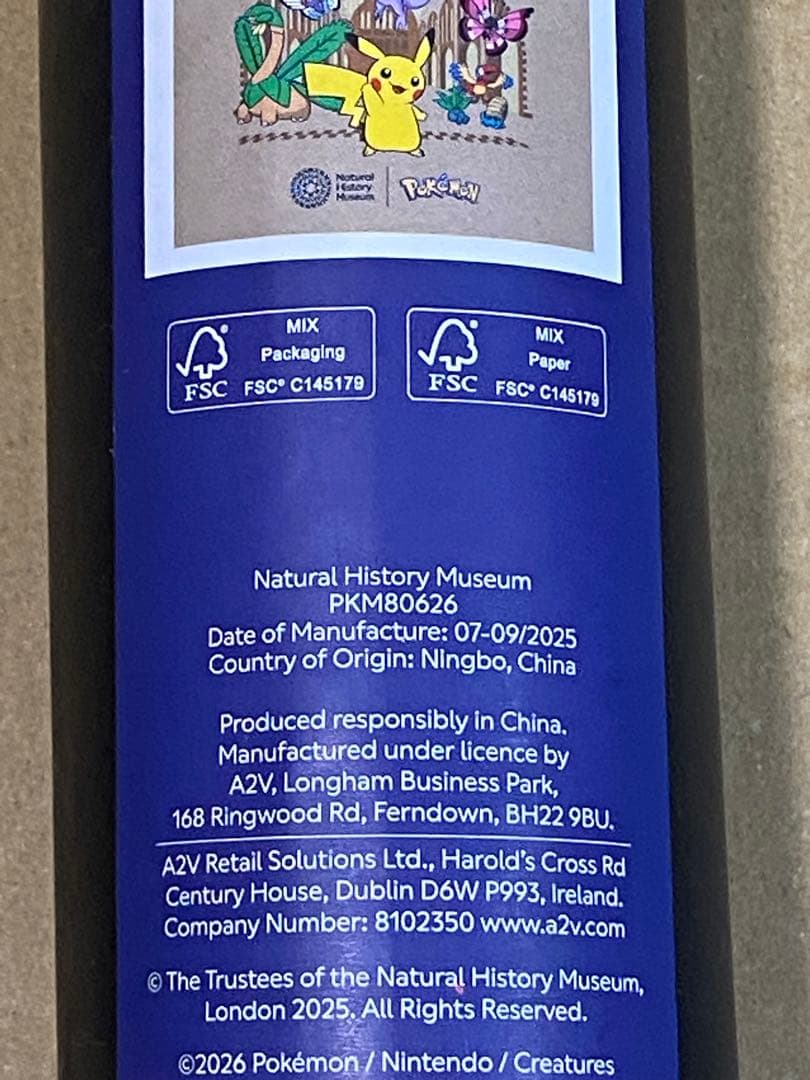 Natural
History
Museum
POKÉMON
MIX
Packaging
FSC
FSC® C145179
MIX
Paper
FSC
FSC® C145179
Natural History Museum
PKM80626
Date of Manufacture: 07-09/2025
Country of Origin: Ningbo, China
Produced responsibly in China.
Manufactured under licence by
A2V, Longham Business Park,
168 Ringwood Rd, Ferndown, BH22 9BU.
A2V Retail Solutions Ltd., Harold's Cross Rd
Century House, Dublin D6W P993, Ireland.
Company Number: 8102350 www.a2v.com
© The Trustees of the Natural History Museum,
London 2025. All Rights Reserved.
©2026 Pokémon / Nintendo / Creatures